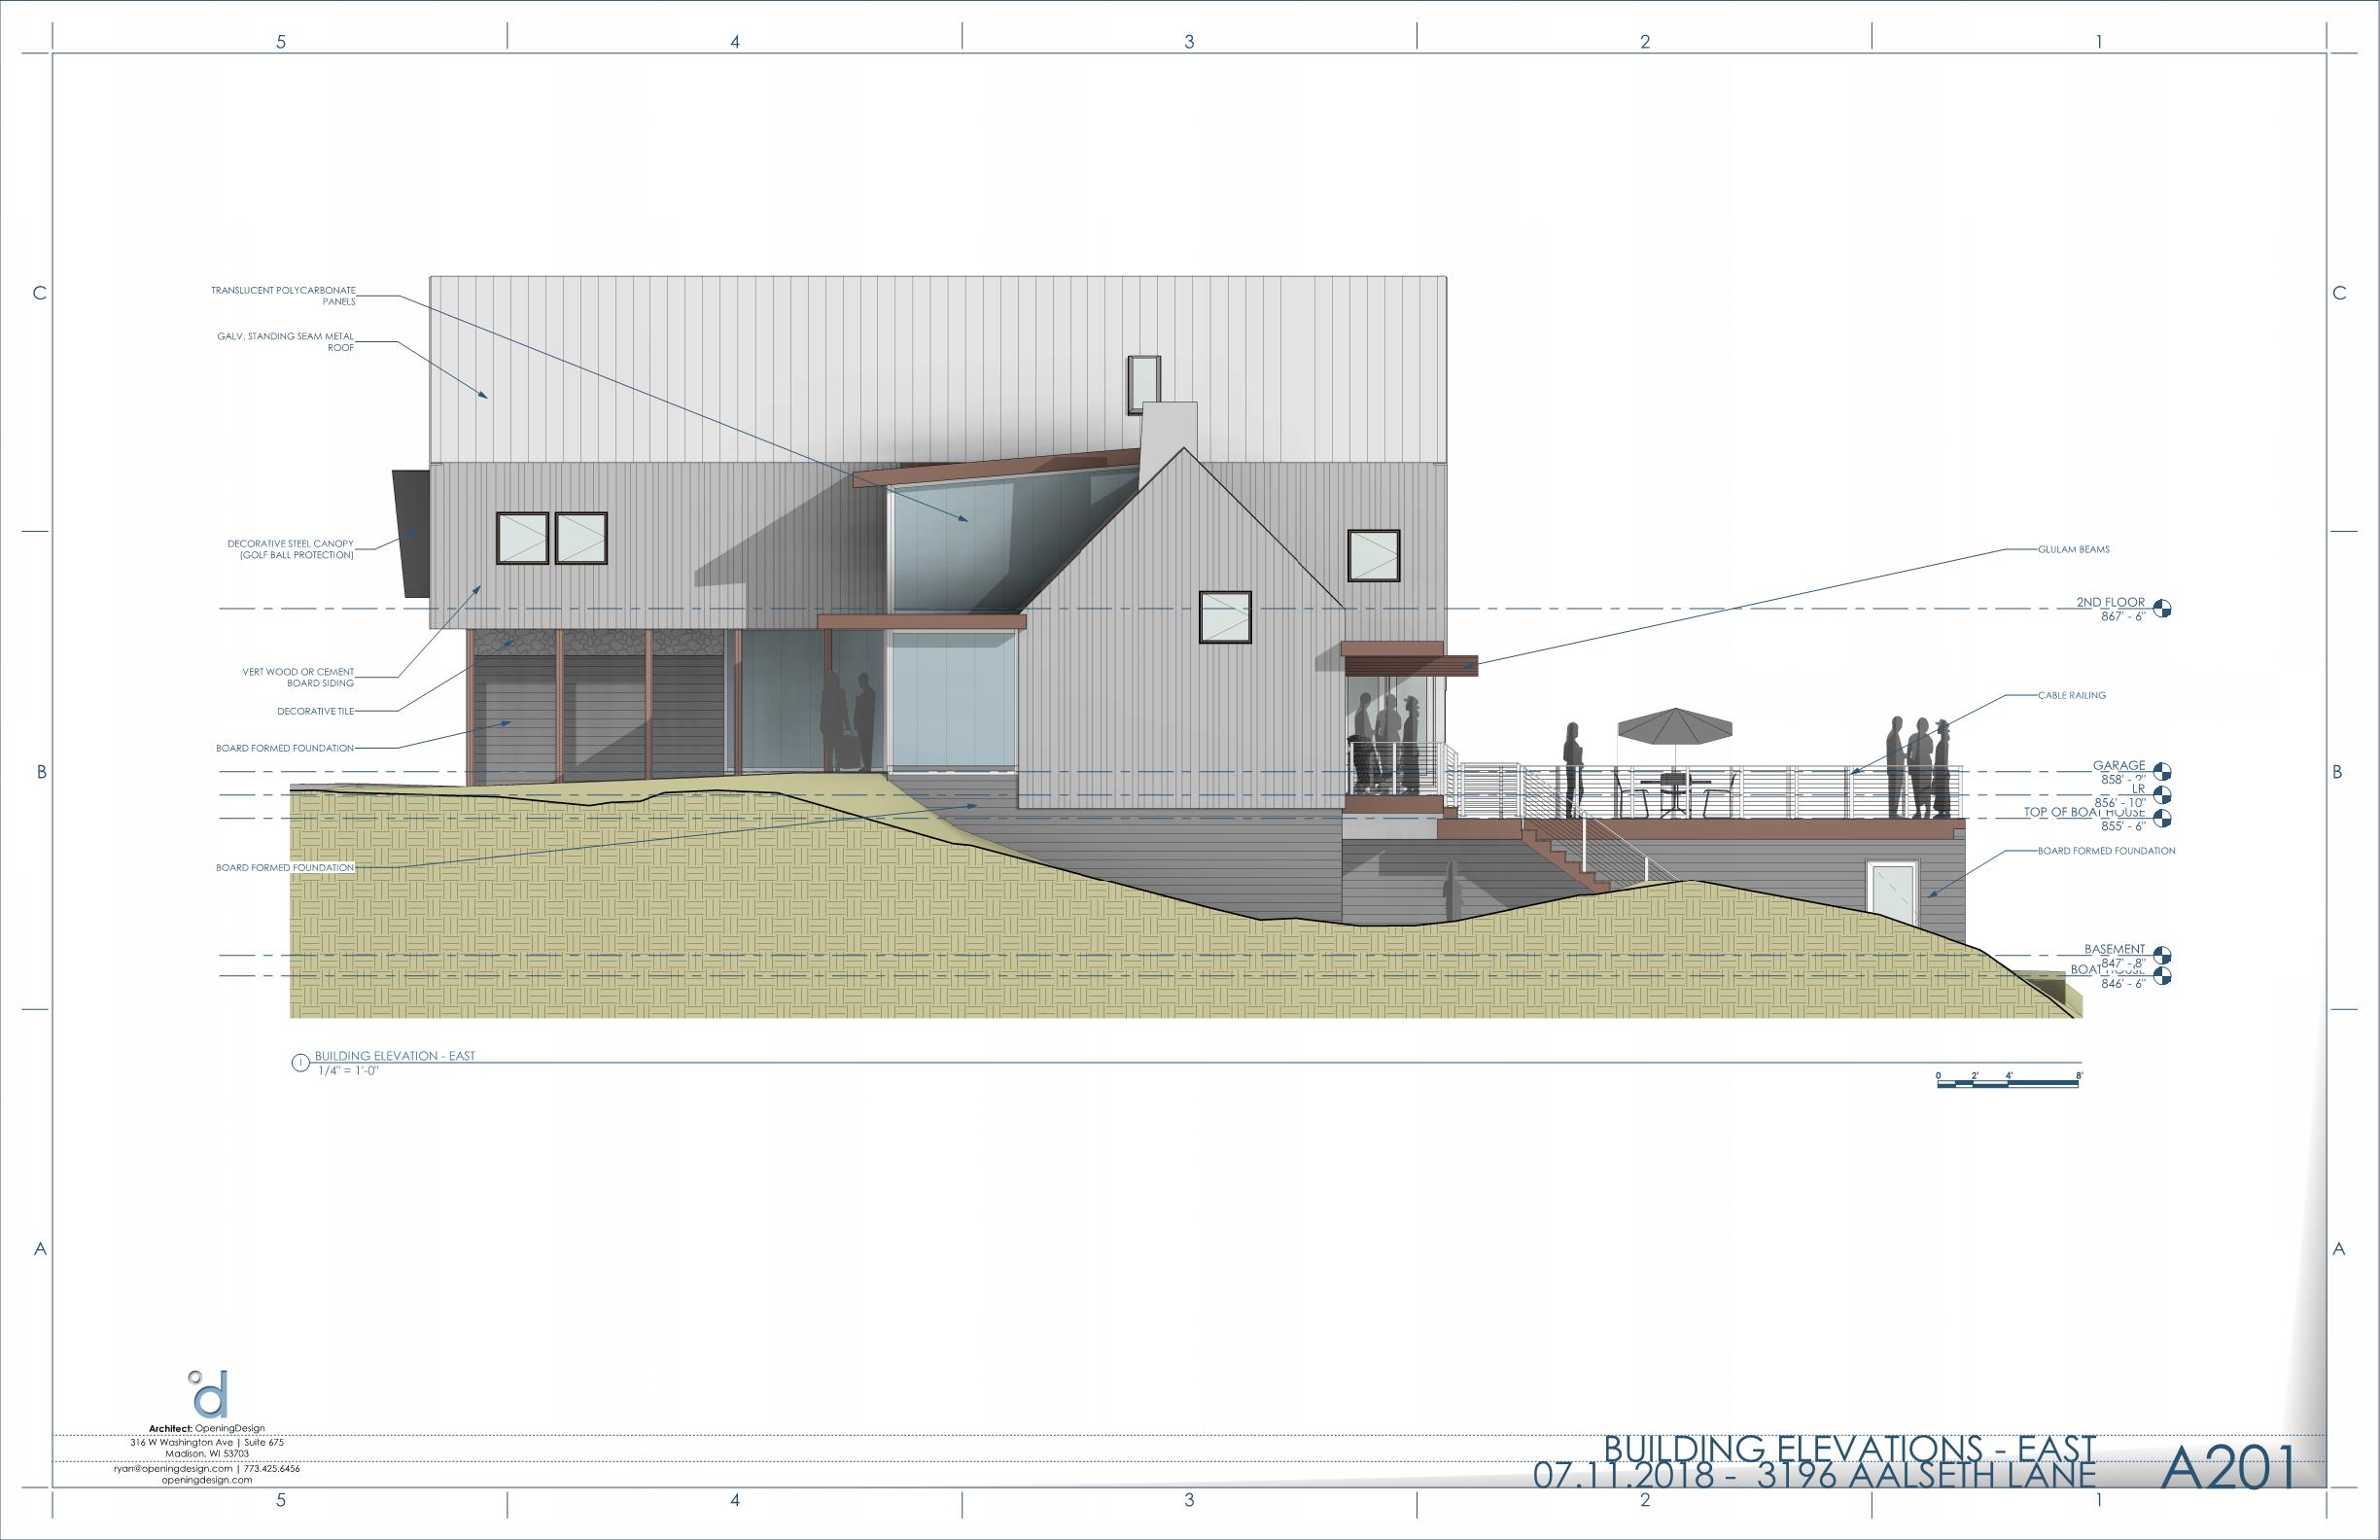 5 4 3 2 1
C C
TRANSLUCENT POLYCARBONATE
PANELS
GALV. STANDING SEAM METAL
ROOF
DECORATIVE STEEL CANOPY
(GOLF BALL PROTECTION)
GLULAM BEAMS
2ND FLOOR
867' - 6"
VERT WOOD OR CEMENT
BOARD SIDING
CABLE RAILING
DECORATIVE TILE
BOARD FORMED FOUNDATION
B B
GARAGE
858' -
LR
856' - 10"
TOP OF BOAT HOUSE
855' - 6"
BOARD FORMED FOUNDATION
BOARD FORMED FOUNDATION
BASEMENT
847' - 8"
BOAT HOUSE
846' - 6"
1 BUILDING ELEVATION - EAST
1/4" = 1'-0"
0 2' 4' 8'
A A
d
Architect: OpeningDesign
316 W Washington Ave | Suite 675
Madison, WI 53703
ryan@openingdesign.com | 773.425.6456
openingdesign.com
BUILDING ELEVATIONS - EAST
07.11.2018 - 3196 AALSETH LANE
A201
5 4 3 2 1